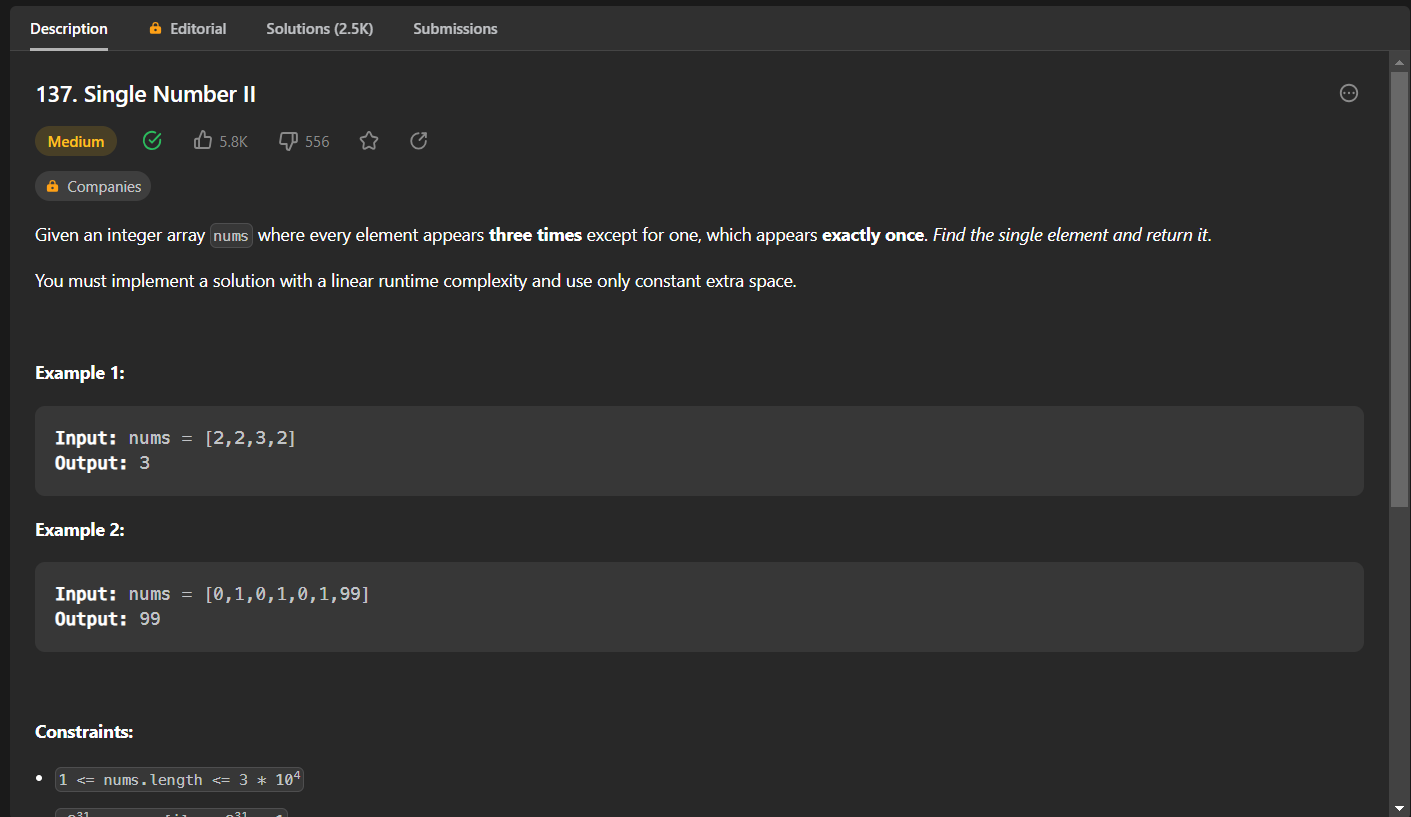 Description Editorial Solutions (2.5K) Submissions
137. Single Number II
Medium 5.8K 556
Companies
Given an integer array nums where every element appears three times except for one, which appears exactly once. Find the single element and return it.
You must implement a solution with a linear runtime complexity and use only constant extra space.
Example 1:
Input: nums = [2,2,3,2]
Output: 3
Example 2:
Input: nums = [0,1,0,1,0,1,99]
Output: 99
Constraints:
• 1 <= nums.length <= 3 * 10⁴